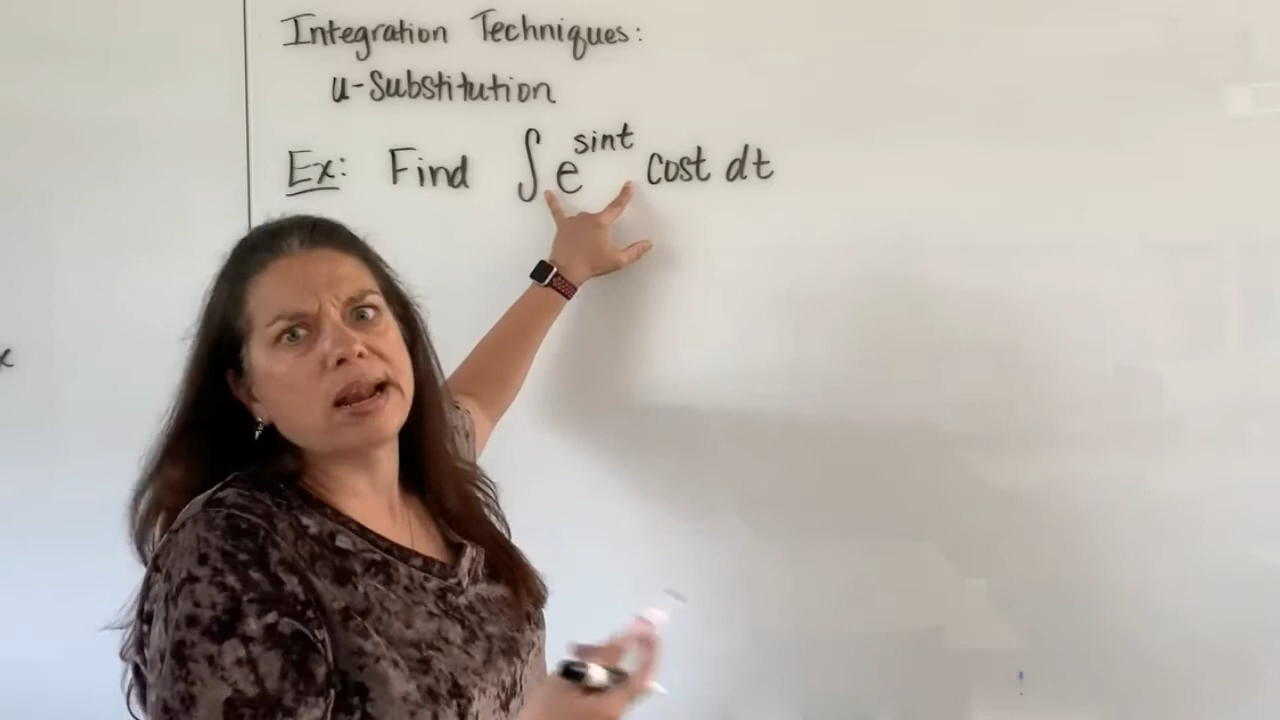 Integration Techniques:
u-Substitution
Ex: Find ∫e^sint cost dt
x